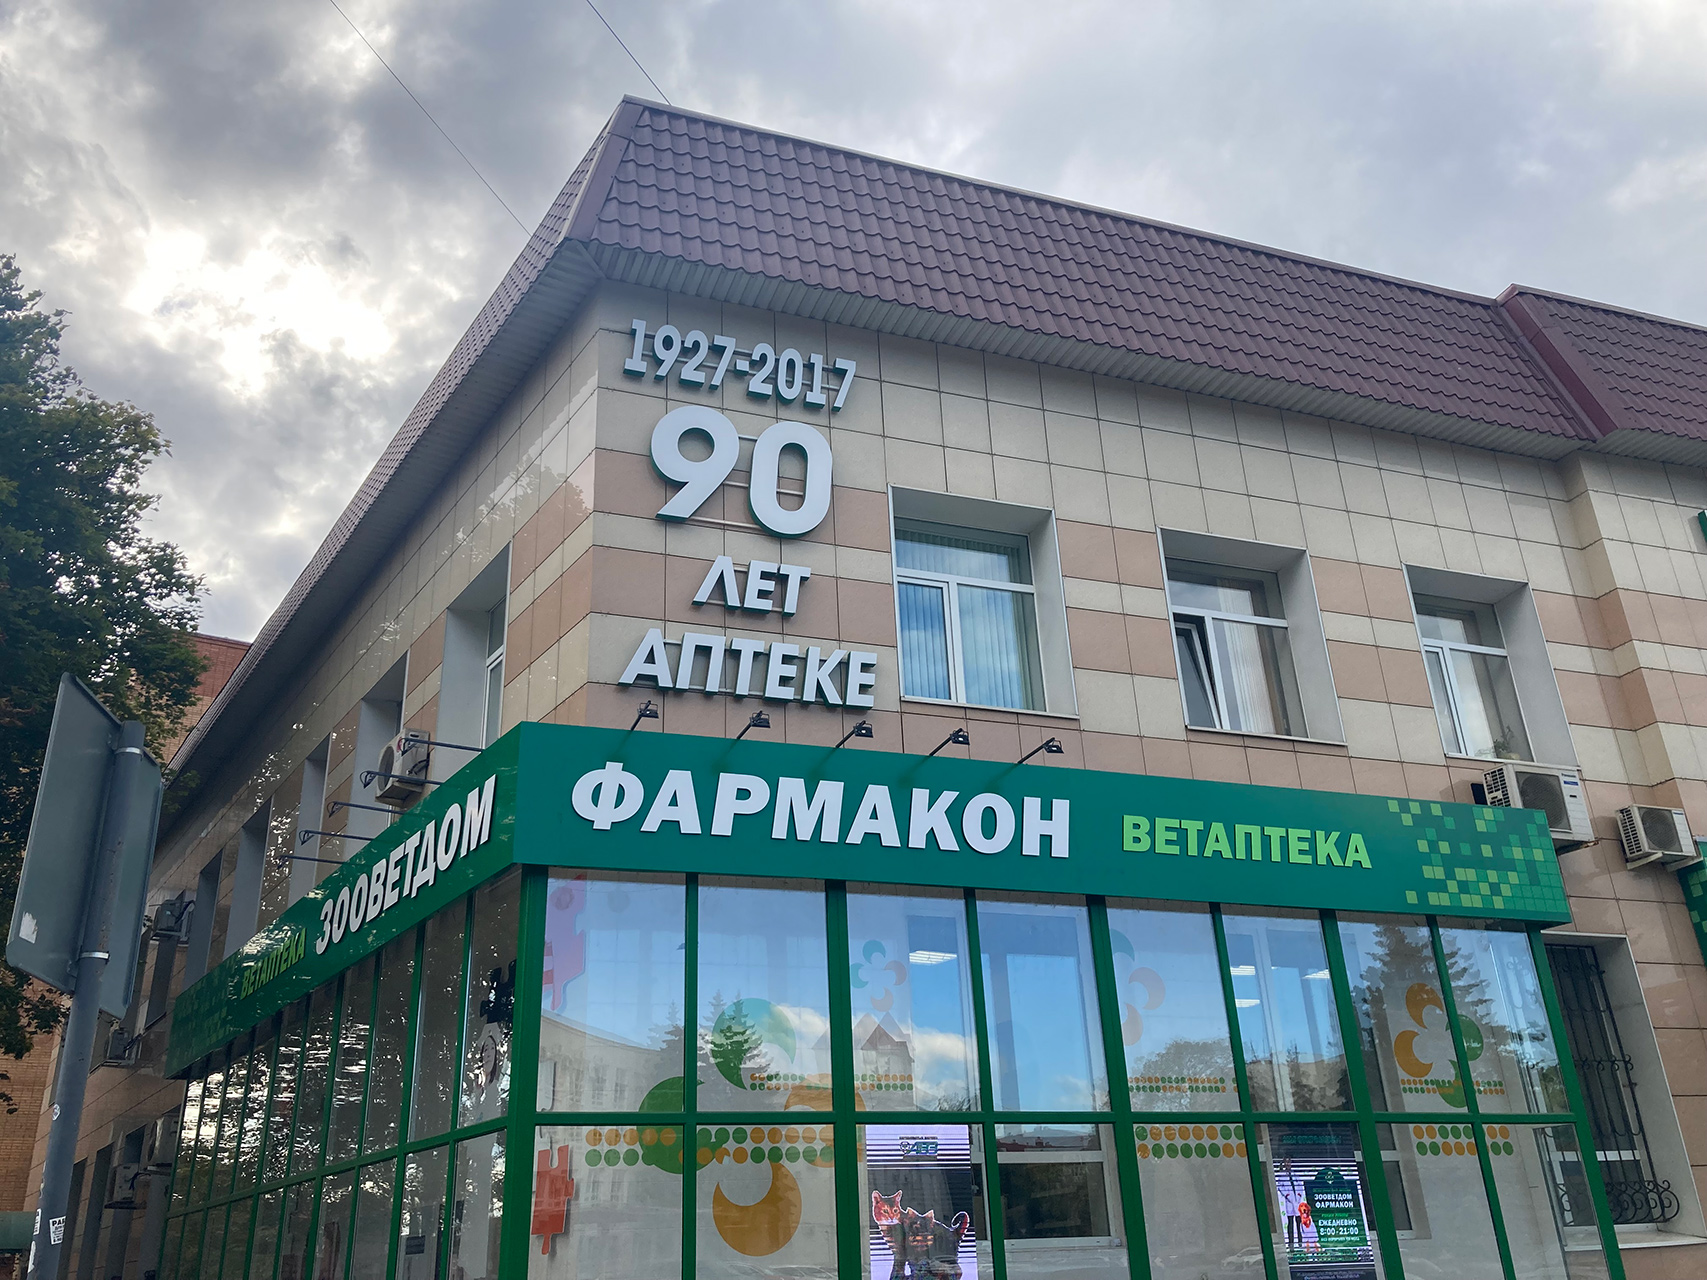 1927-2017
90
ЛЕТ
АПТЕКЕ
ФАРМАКОН ВЕТАПТЕКА
ВЕТАПТЕКА ЗООВЕТДОМ
ЗООВЕТДОМ
ФАРМАКОН
ЕЖЕДНЕВНО
8:00-21:00